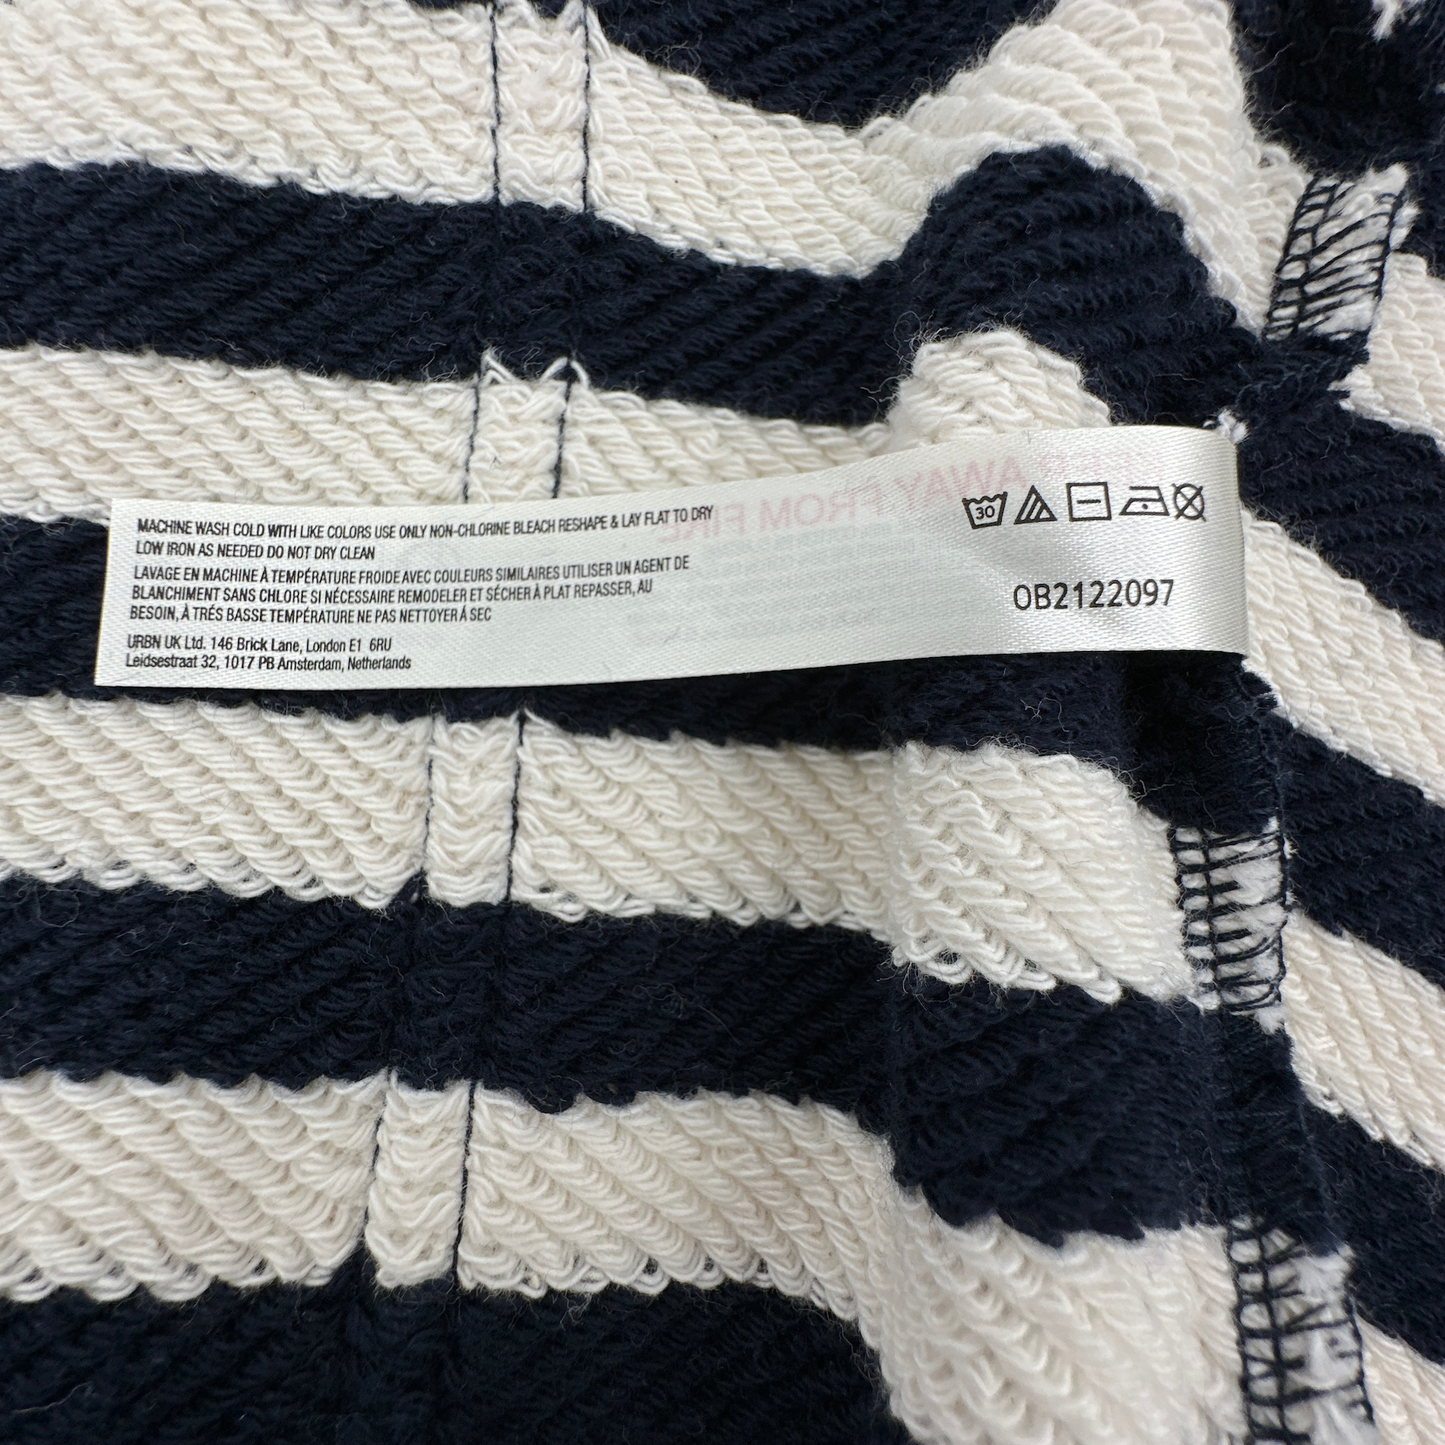 MACHINE WASH COLD WITH LIKE COLORS USE ONLY NON-CHLORINE BLEACH RESHAPE & LAY FLAT TO DRY
LOW IRON AS NEEDED DO NOT DRY CLEAN
LAVAGE EN MACHINE À TEMPÉRATURE FROIDE AVEC COULEURS SIMILAIRES UTILISER UN AGENT DE
BLANCHIMENT SANS CHLORE SI NÉCESSAIRE REMODELER ET SÉCHER À PLAT REPASSER, AU
BESOIN, À TRÉS BASSE TEMPÉRATURE NE PAS NETTOYER Á SEC
URBN UK Ltd. 146 Brick Lane, London E1 6RU
Leidsestraat 32, 1017 PB Amsterdam, Netherlands
30
OB2122097
AWAY FROM